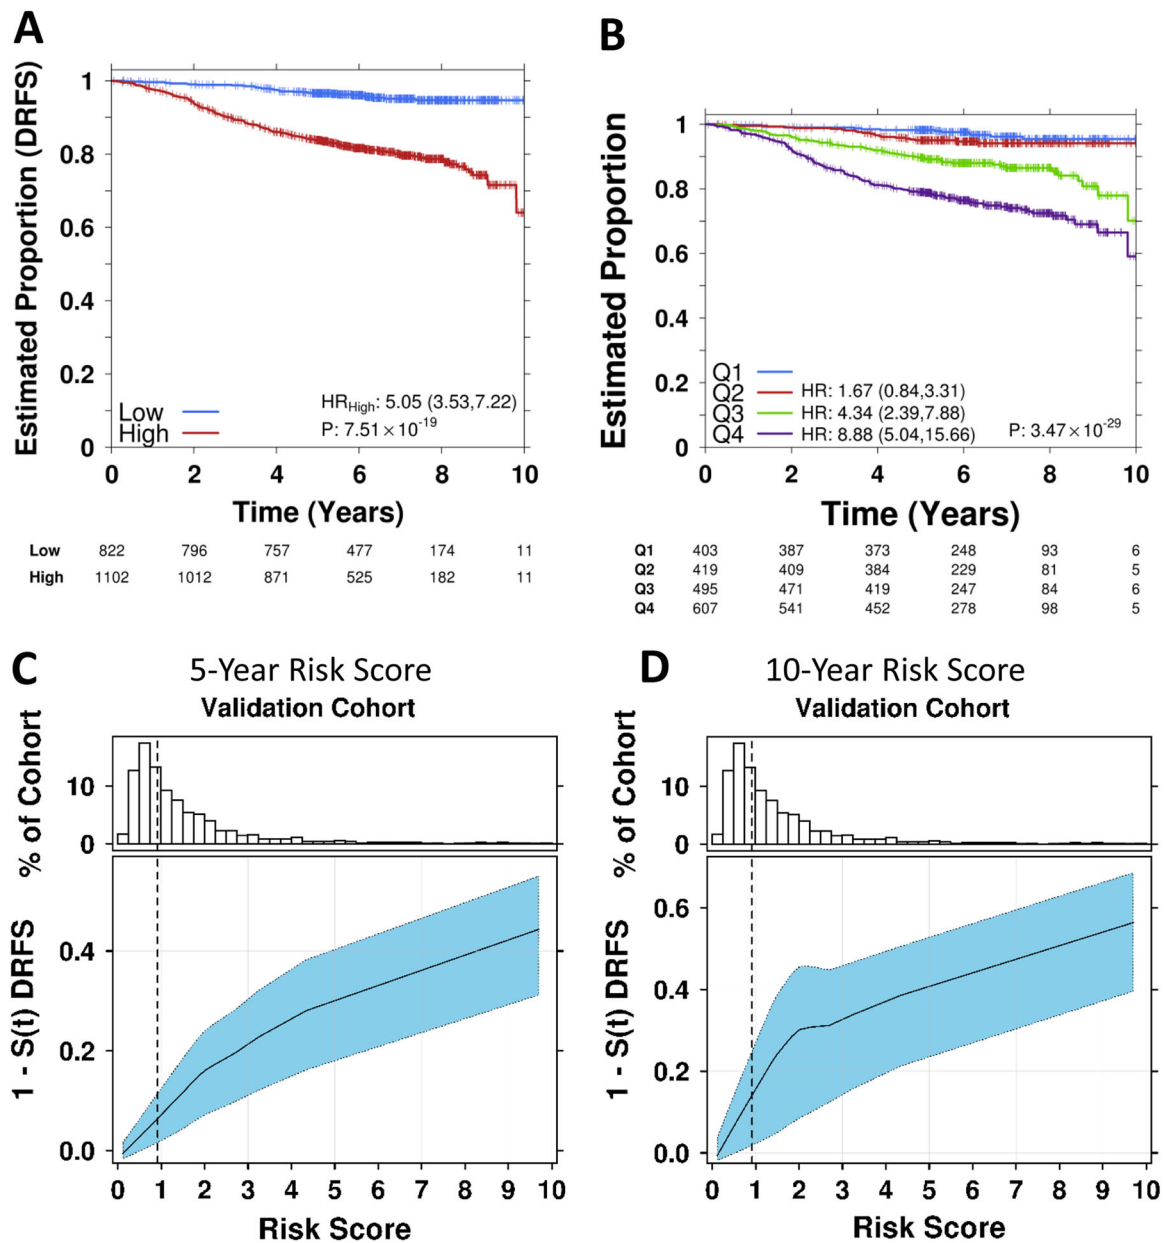 A
Estimated Proportion (DRFS)
1
0.8
0.6
0.4
0.2
0
Low
High
HRHigh: 5.05 (3.53,7.22)
P: 7.51×10-19
0 2 4 6 8 10
Time (Years)
Low 822 796 757 477 174 11
High 1102 1012 871 525 182 11
B
Estimated Proportion
1
0.8
0.6
0.4
0.2
0
Q1
Q2 HR: 1.67 (0.84,3.31)
Q3 HR: 4.34 (2.39,7.88)
Q4 HR: 8.88 (5.04,15.66) P: 3.47×10-29
0 2 4 6 8 10
Time (Years)
Q1 403 387 373 248 93 6
Q2 419 409 384 229 81 5
Q3 495 471 419 247 84 6
Q4 607 541 452 278 98 5
C
5-Year Risk Score
Validation Cohort
% of Cohort
10
0
1 - S(t) DRFS
0.4
0.2
0.0
0 1 2 3 4 5 6 7 8 9 10
Risk Score
D
10-Year Risk Score
Validation Cohort
% of Cohort
10
0
1 - S(t) DRFS
0.6
0.4
0.2
0.0
0 1 2 3 4 5 6 7 8 9 10
Risk Score